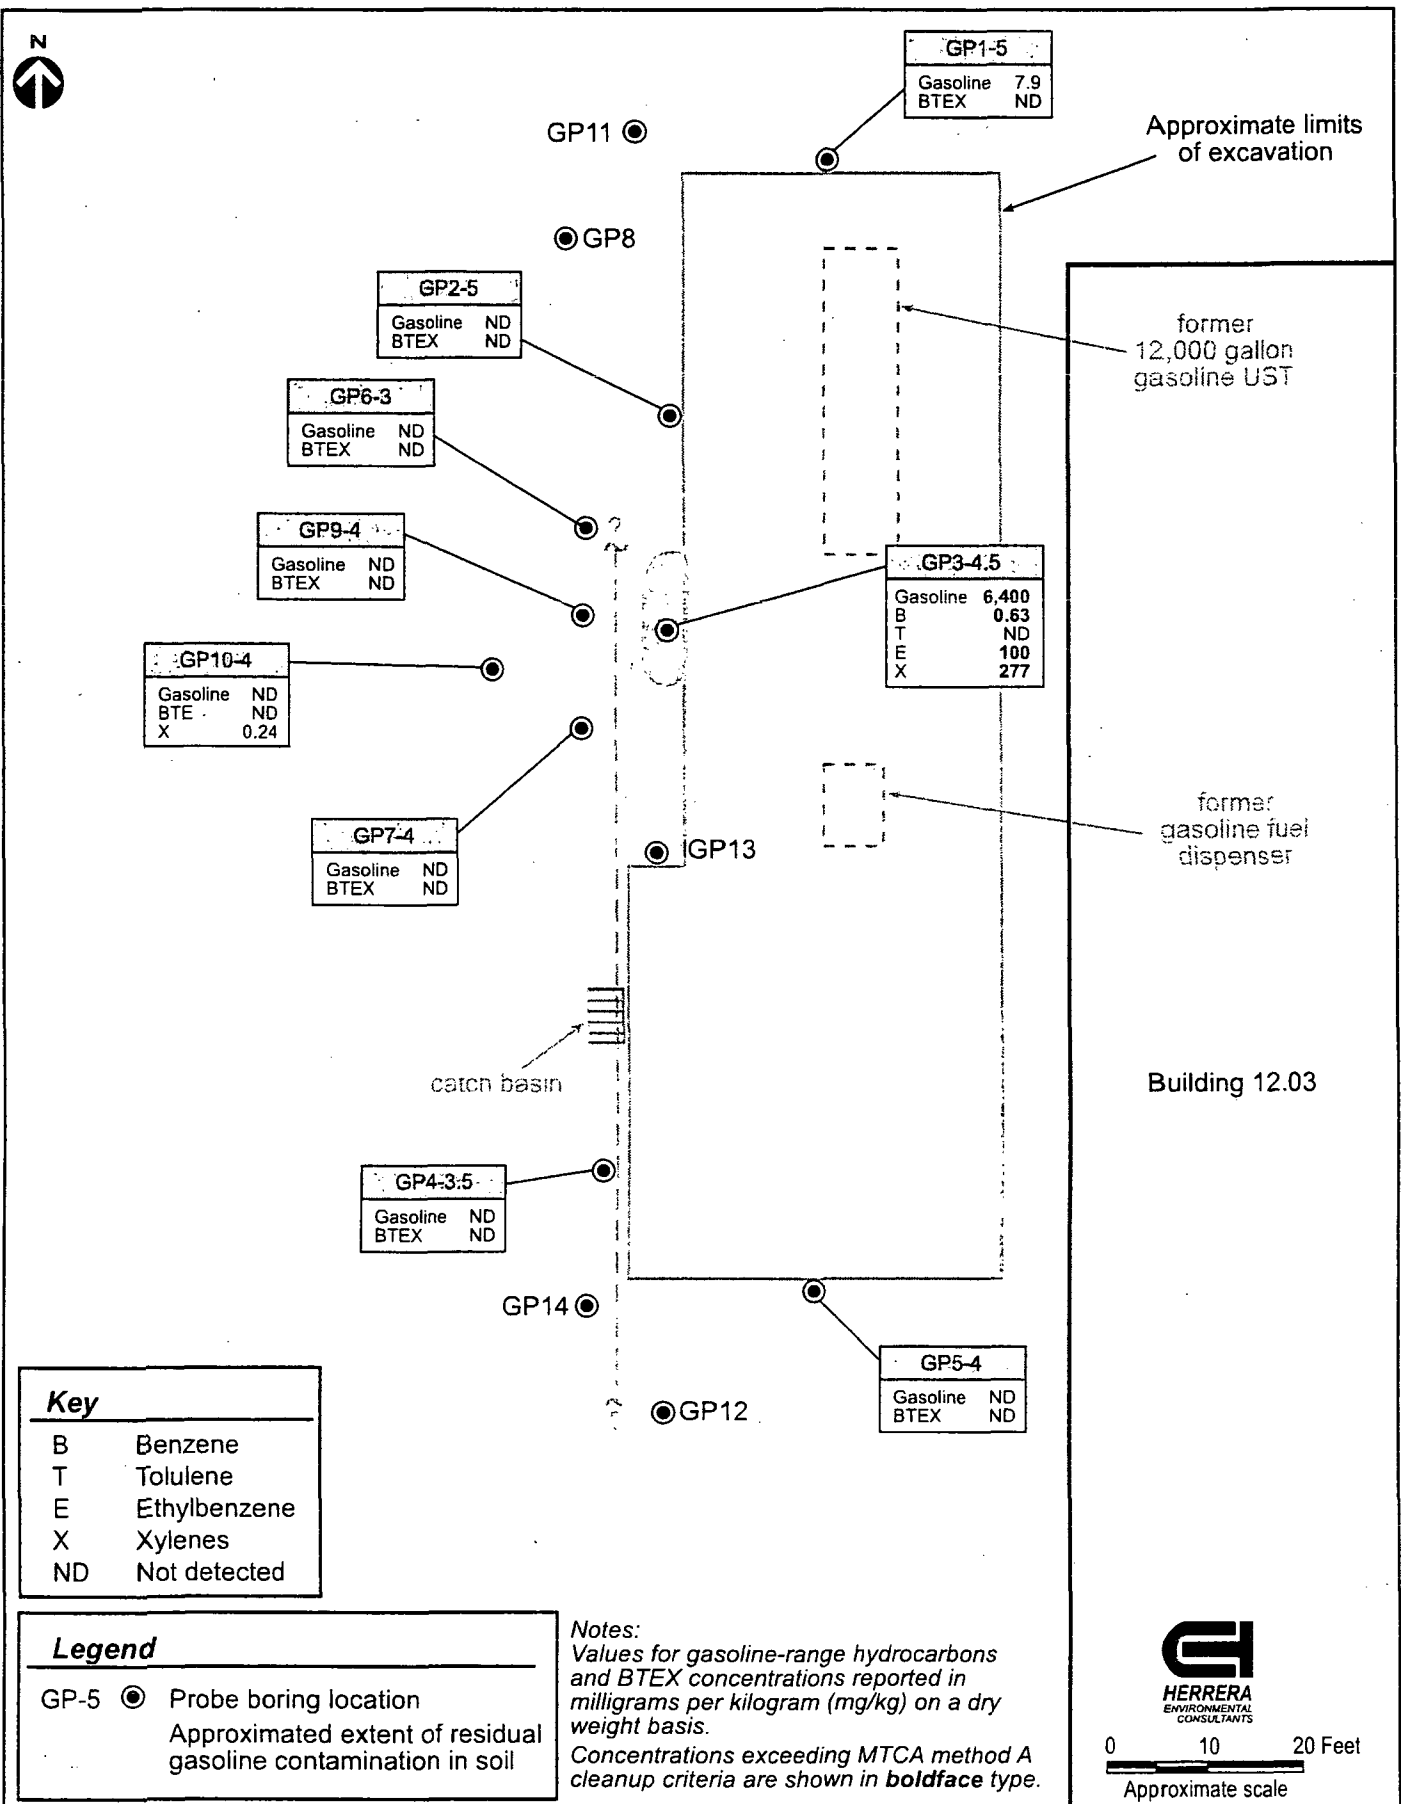 N
GP1-5
Gasoline 7.9
BTEX ND
GP11
Approximate limits
of excavation
GP8
GP2-5
Gasoline ND
BTEX ND
former
12,000 gallon
gasoline UST
GP6-3
Gasoline ND
BTEX ND
?
GP9-4
Gasoline ND
BTEX ND
GP3-4.5
Gasoline 6,400
B 0.63
T ND
E 100
X 277
GP10-4
Gasoline ND
BTE ND
X 0.24
GP7-4
Gasoline ND
BTEX ND
former
gasoline fuel
dispenser
GP13
catch basin
Building 12.03
GP4-3.5
Gasoline ND
BTEX ND
GP14
GP5-4
Gasoline ND
BTEX ND
?
GP12
Key
B Benzene
T Tolulene
E Ethylbenzene
X Xylenes
ND Not detected
Legend
GP-5 Probe boring location
Approximated extent of residual
gasoline contamination in soil
Notes:
Values for gasoline-range hydrocarbons
and BTEX concentrations reported in
milligrams per kilogram (mg/kg) on a dry
weight basis.
Concentrations exceeding MTCA method A
cleanup criteria are shown in boldface type.
HERRERA
ENVIRONMENTAL
CONSULTANTS
0 10 20 Feet
Approximate scale